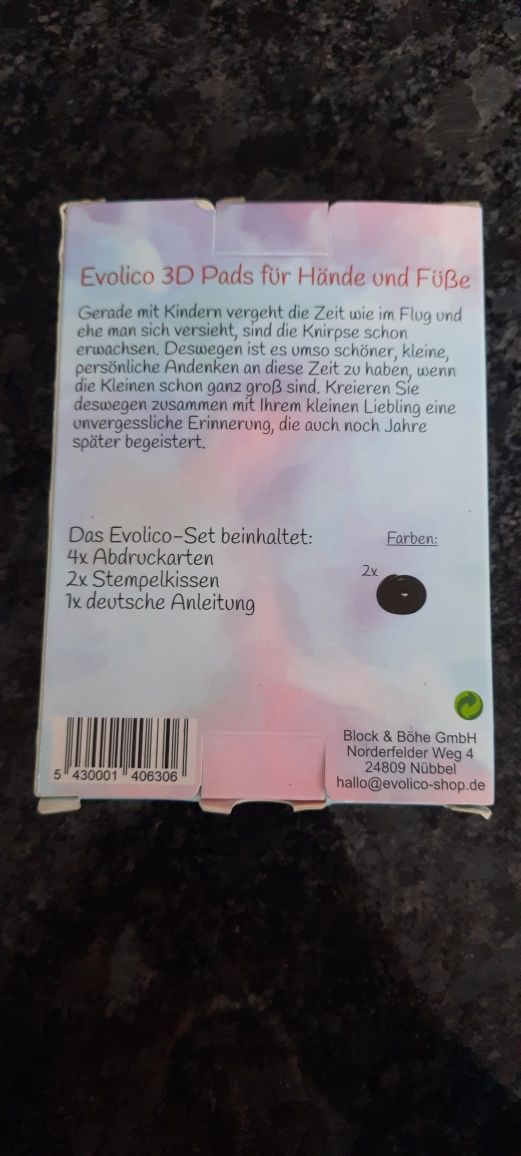 Evolico 3D Pads für Hände und Füße
Gerade mit Kindern vergeht die Zeit wie im Flug und
ehe man sich versieht, sind die Knirpse schon
erwachsen. Deswegen ist es umso schöner, kleine,
persönliche Andenken an diese Zeit zu haben, wenn
die Kleinen schon ganz groß sind. Kreieren Sie
deswegen zusammen mit Ihrem kleinen Liebling eine
unvergessliche Erinnerung, die auch noch Jahre
später begeistert.
Das Evolico-Set beinhaltet:
4x Abdruckarten
2x Stempelkissen
1x deutsche Anleitung
Farben:
2x
5 430001 406306
Block & Böhe GmbH
Norderfelder Weg 4
24809 Nübbel
hallo@evolico-shop.de